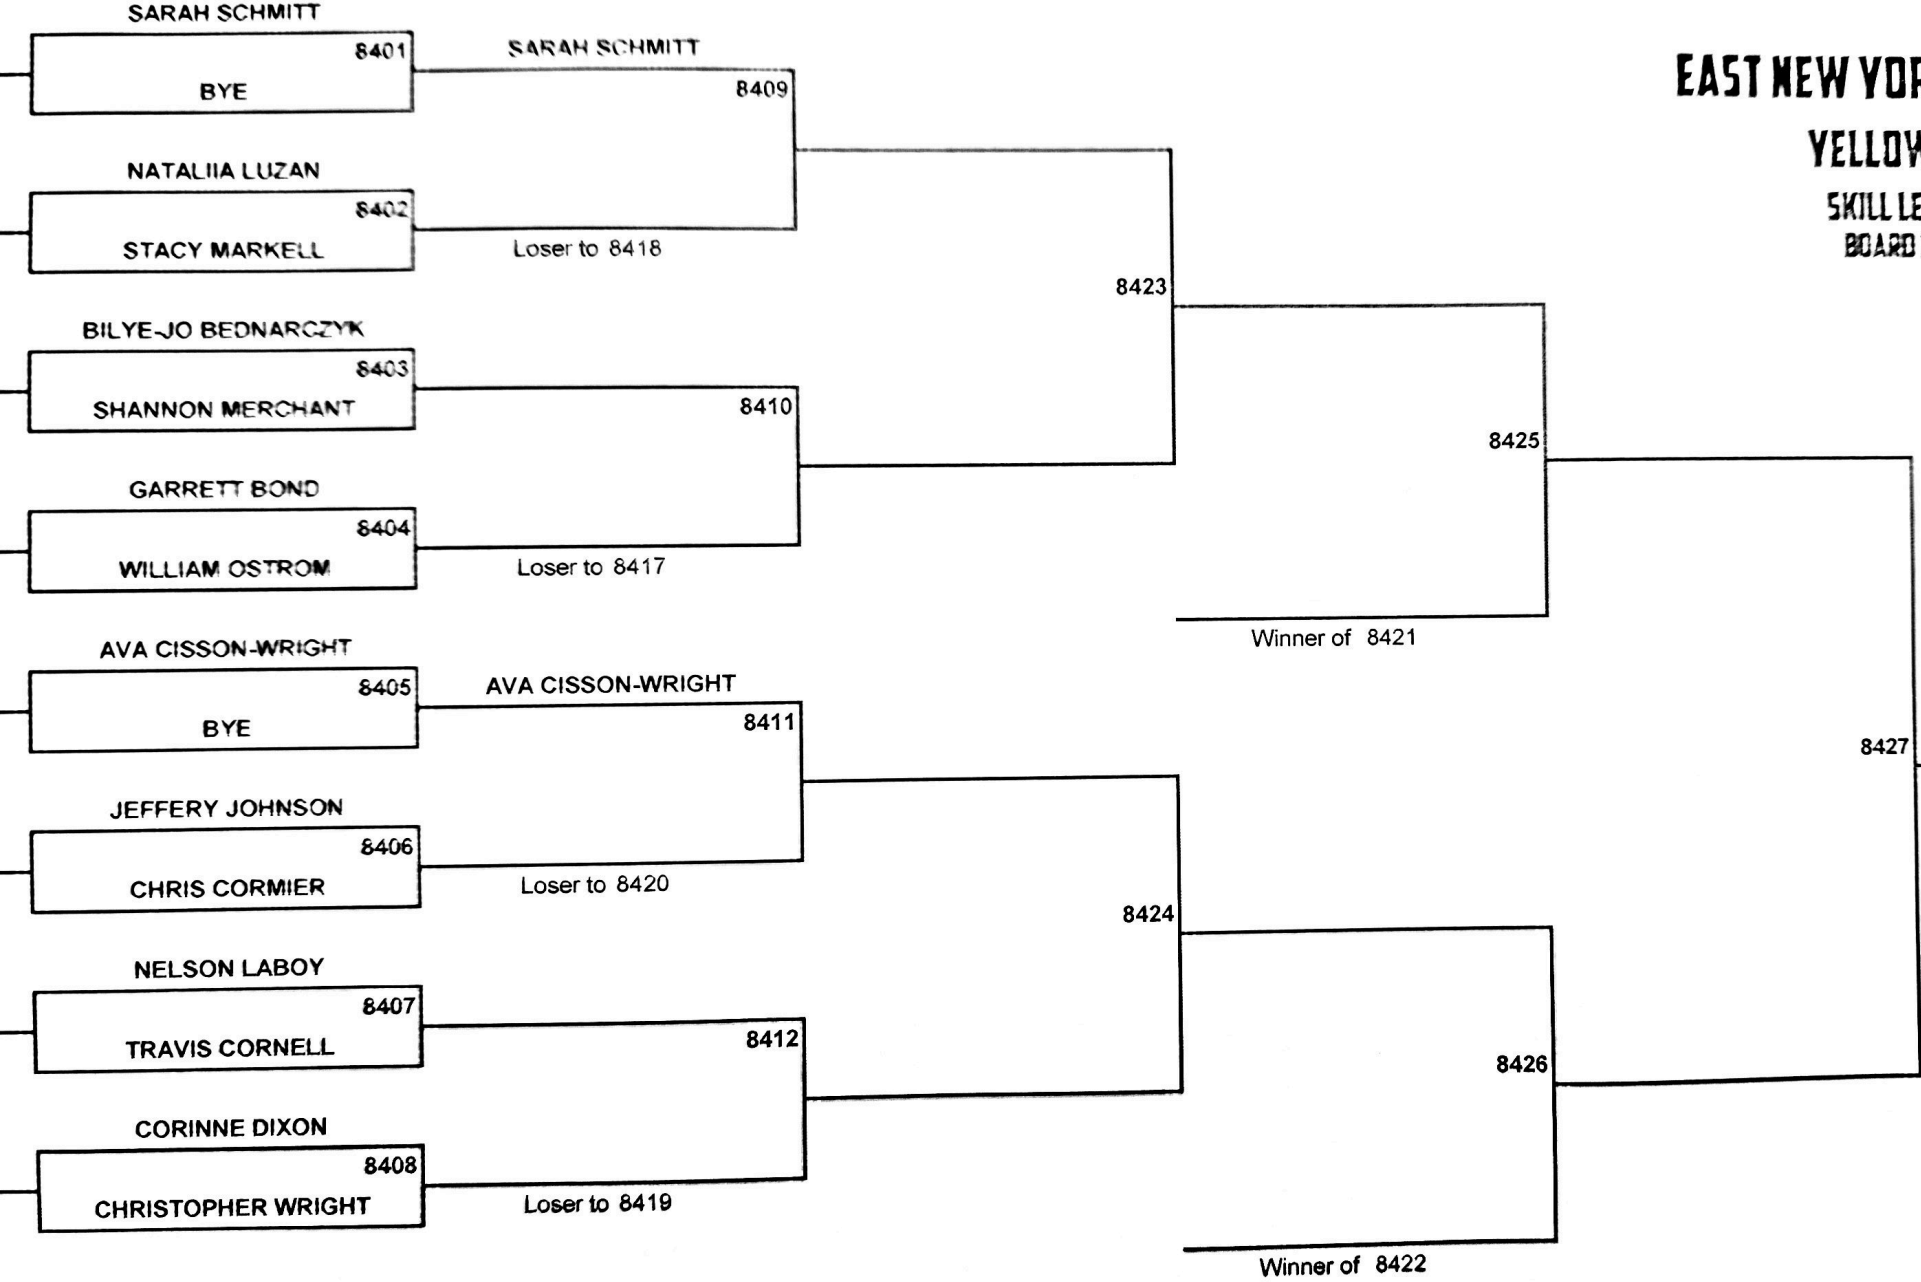 SARAH SCHMITT
8401
BYE
NATALIIA LUZAN
8402
STACY MARKELL
BILYE-JO BEDNARCZYK
8403
SHANNON MERCHANT
GARRETT BOND
8404
WILLIAM OSTROM
AVA CISSON-WRIGHT
8405
BYE
JEFFERY JOHNSON
8406
CHRIS CORMIER
NELSON LABOY
8407
TRAVIS CORNELL
CORINNE DIXON
8408
CHRISTOPHER WRIGHT
SARAH SCHMITT
8409
Loser to 8418
8410
Loser to 8417
AVA CISSON-WRIGHT
8411
Loser to 8420
8412
Loser to 8419
8423
8424
8425
Winner of 8421
8426
Winner of 8422
8427
EAST NEW YOR
YELLOW
SKILL LE
BOARD